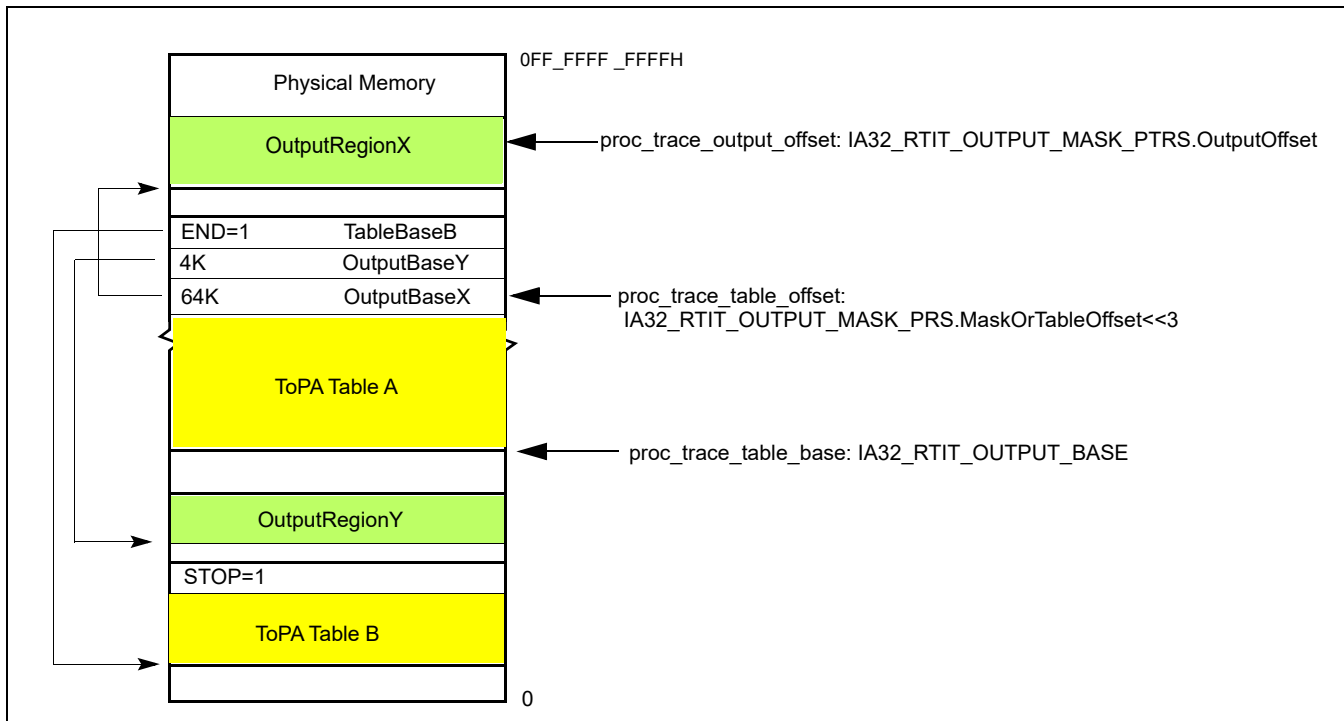 0FF_FFFF _FFFFH
Physical Memory
OutputRegionX
proc_trace_output_offset: IA32_RTIT_OUTPUT_MASK_PTRS.OutputOffset
END=1 TableBaseB
4K OutputBaseY
64K OutputBaseX
proc_trace_table_offset:
IA32_RTIT_OUTPUT_MASK_PRS.MaskOrTableOffset<<3
ToPA Table A
proc_trace_table_base: IA32_RTIT_OUTPUT_BASE
OutputRegionY
STOP=1
ToPA Table B
0